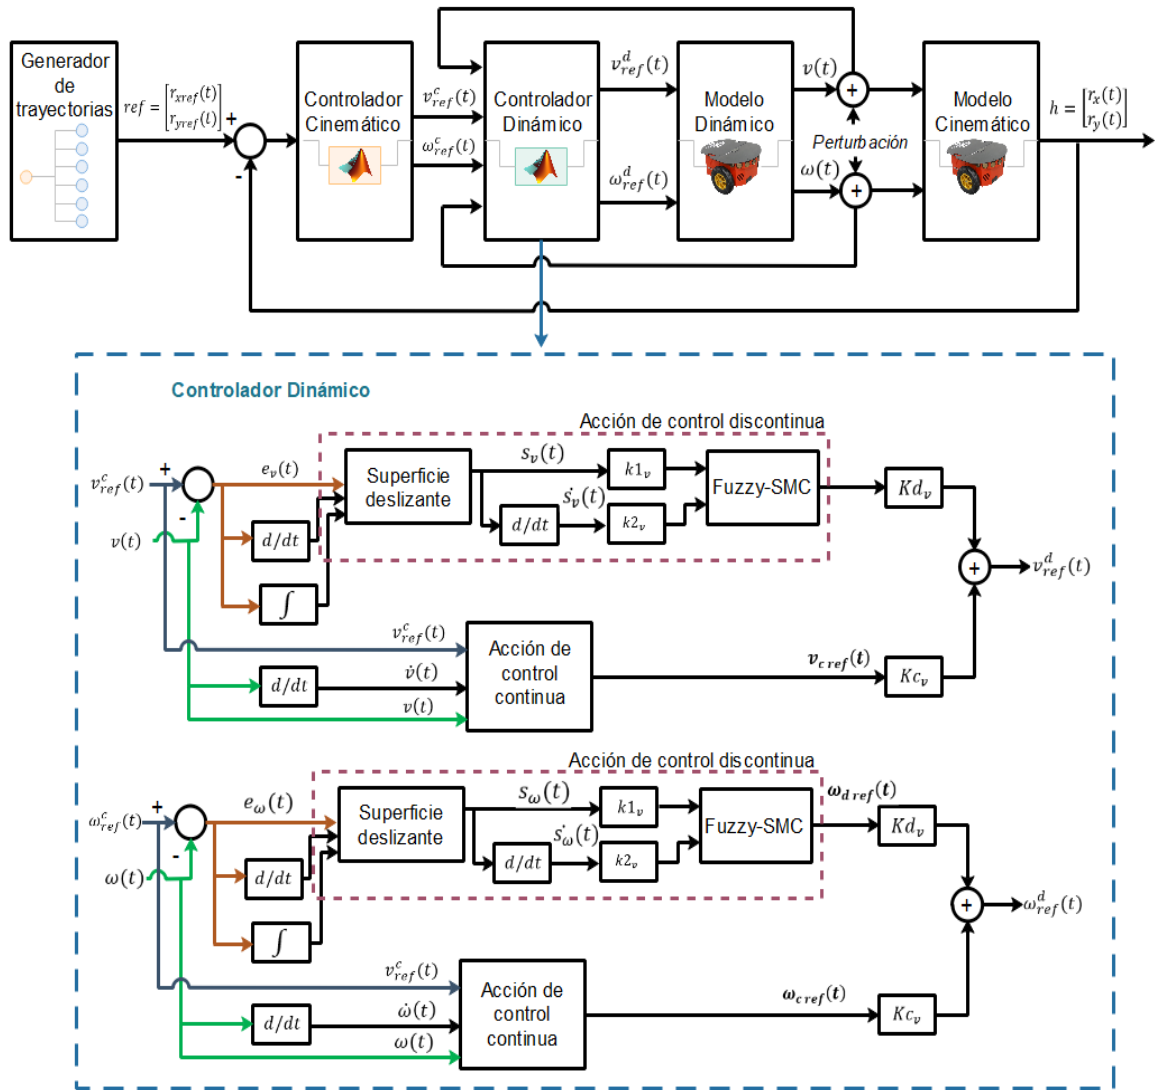 Generador
de
trayectorias
ref = [r_xref(t)
r_yref(t)]
+
-
Controlador
Cinemático
v^c_ref(t)
ω^c_ref(t)
Controlador
Dinámico
v^d_ref(t)
ω^d_ref(t)
Modelo
Dinámico
v(t)
ω(t)
+
Perturbación
+
Modelo
Cinemático
h = [r_x(t)
r_y(t)]
Controlador Dinámico
Acción de control discontinua
v^c_ref(t)
+
-
v(t)
e_v(t)
d/dt
∫
Superficie
deslizante
s_v(t)
ṡ_v(t)
d/dt
k1_v
k2_v
Fuzzy-SMC
Kd_v
+
v^d_ref(t)
v^c_ref(t)
d/dt
v̇(t)
v(t)
Acción de
control
continua
v_cref(t)
Kc_v
Acción de control discontinua
ω^c_ref(t)
+
-
ω(t)
e_ω(t)
d/dt
∫
Superficie
deslizante
s_ω(t)
ṡ_ω(t)
d/dt
k1_v
k2_v
Fuzzy-SMC
ω_dref(t)
Kd_v
+
ω^d_ref(t)
v^c_ref(t)
d/dt
ω̇(t)
ω(t)
Acción de
control
continua
ω_cref(t)
Kc_v